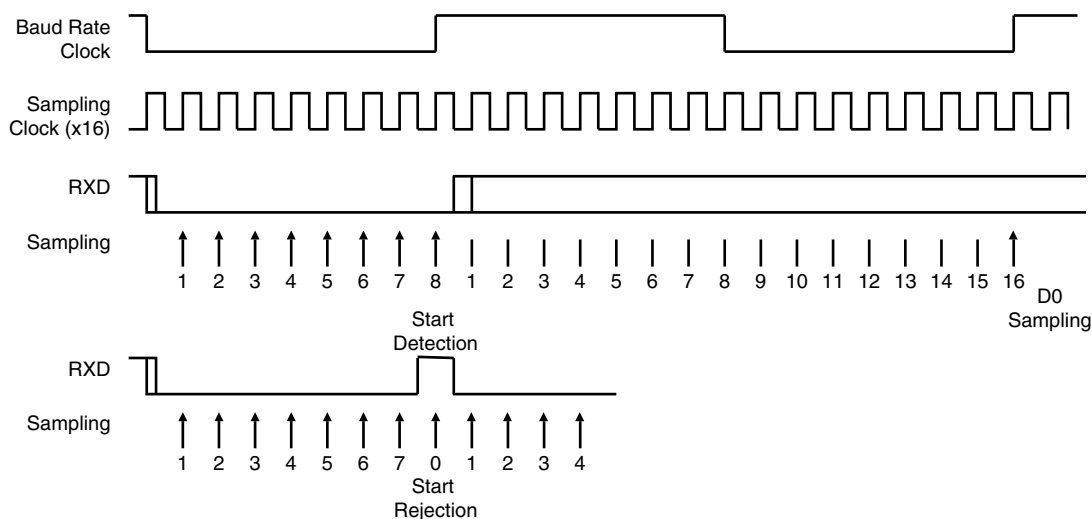 Baud Rate
Clock
Sampling
Clock (x16)
RXD
Sampling
1 2 3 4 5 6 7 8 1 2 3 4 5 6 7 8 9 10 11 12 13 14 15 16
D0
Sampling
Start
Detection
RXD
Sampling
1 2 3 4 5 6 7 0 1 2 3 4
Start
Rejection